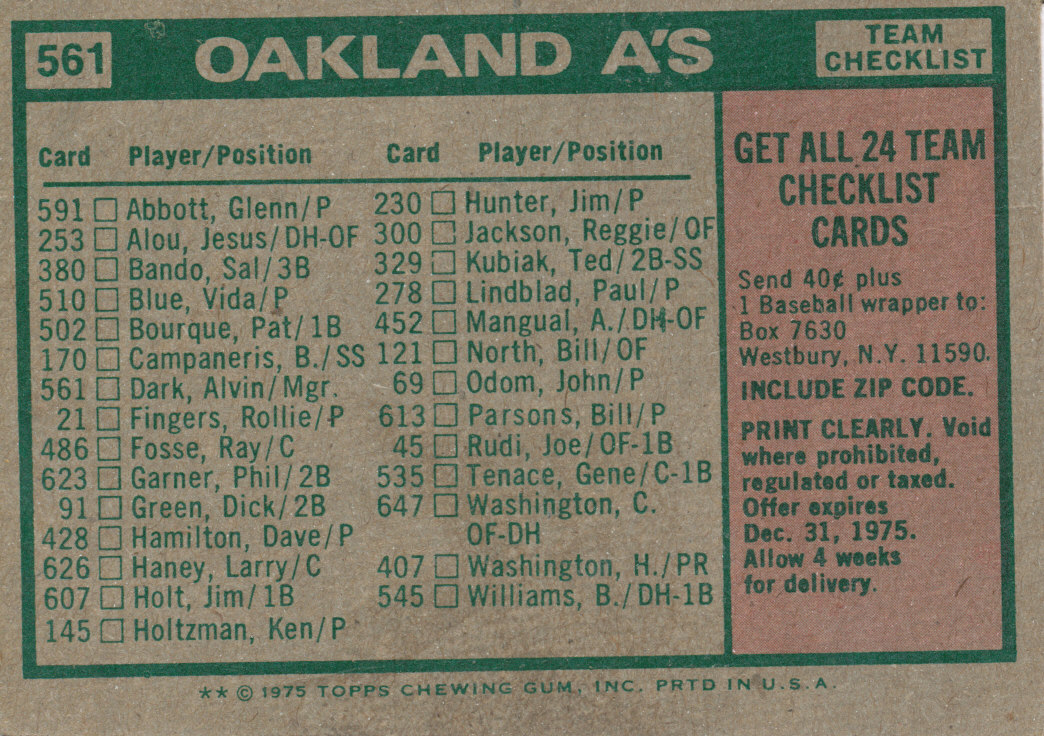 561
OAKLAND A'S
TEAM
CHECKLIST
Card Player/Position
591 Abbott, Glenn/P
253 Alou, Jesus/DH-OF
380 Bando, Sal/3B
510 Blue, Vida/P
502 Bourque, Pat/1B
170 Campaneris, B./SS
561 Dark, Alvin/Mgr.
21 Fingers, Rollie/P
486 Fosse, Ray/C
623 Garner, Phil/2B
91 Green, Dick/2B
428 Hamilton, Dave/P
626 Haney, Larry/C
607 Holt, Jim/1B
145 Holtzman, Ken/P
Card Player/Position
230 Hunter, Jim/P
300 Jackson, Reggie/OF
329 Kubiak, Ted/2B-SS
278 Lindblad, Paul/P
452 Mangual, A./DH-OF
121 North, Bill/OF
69 Odom, John/P
613 Parsons, Bill/P
45 Rudi, Joe/OF-1B
535 Tenace, Gene/C-1B
647 Washington, C.
OF-DH
407 Washington, H./PR
545 Williams, B./DH-1B
GET ALL 24 TEAM
CHECKLIST
CARDS
Send 40¢ plus
1 Baseball wrapper to:
Box 7630
Westbury, N.Y. 11590.
INCLUDE ZIP CODE.
PRINT CLEARLY. Void
where prohibited,
regulated or taxed.
Offer expires
Dec. 31, 1975.
Allow 4 weeks
for delivery.
** © 1975 TOPPS CHEWING GUM, INC. PRTD IN U.S.A.